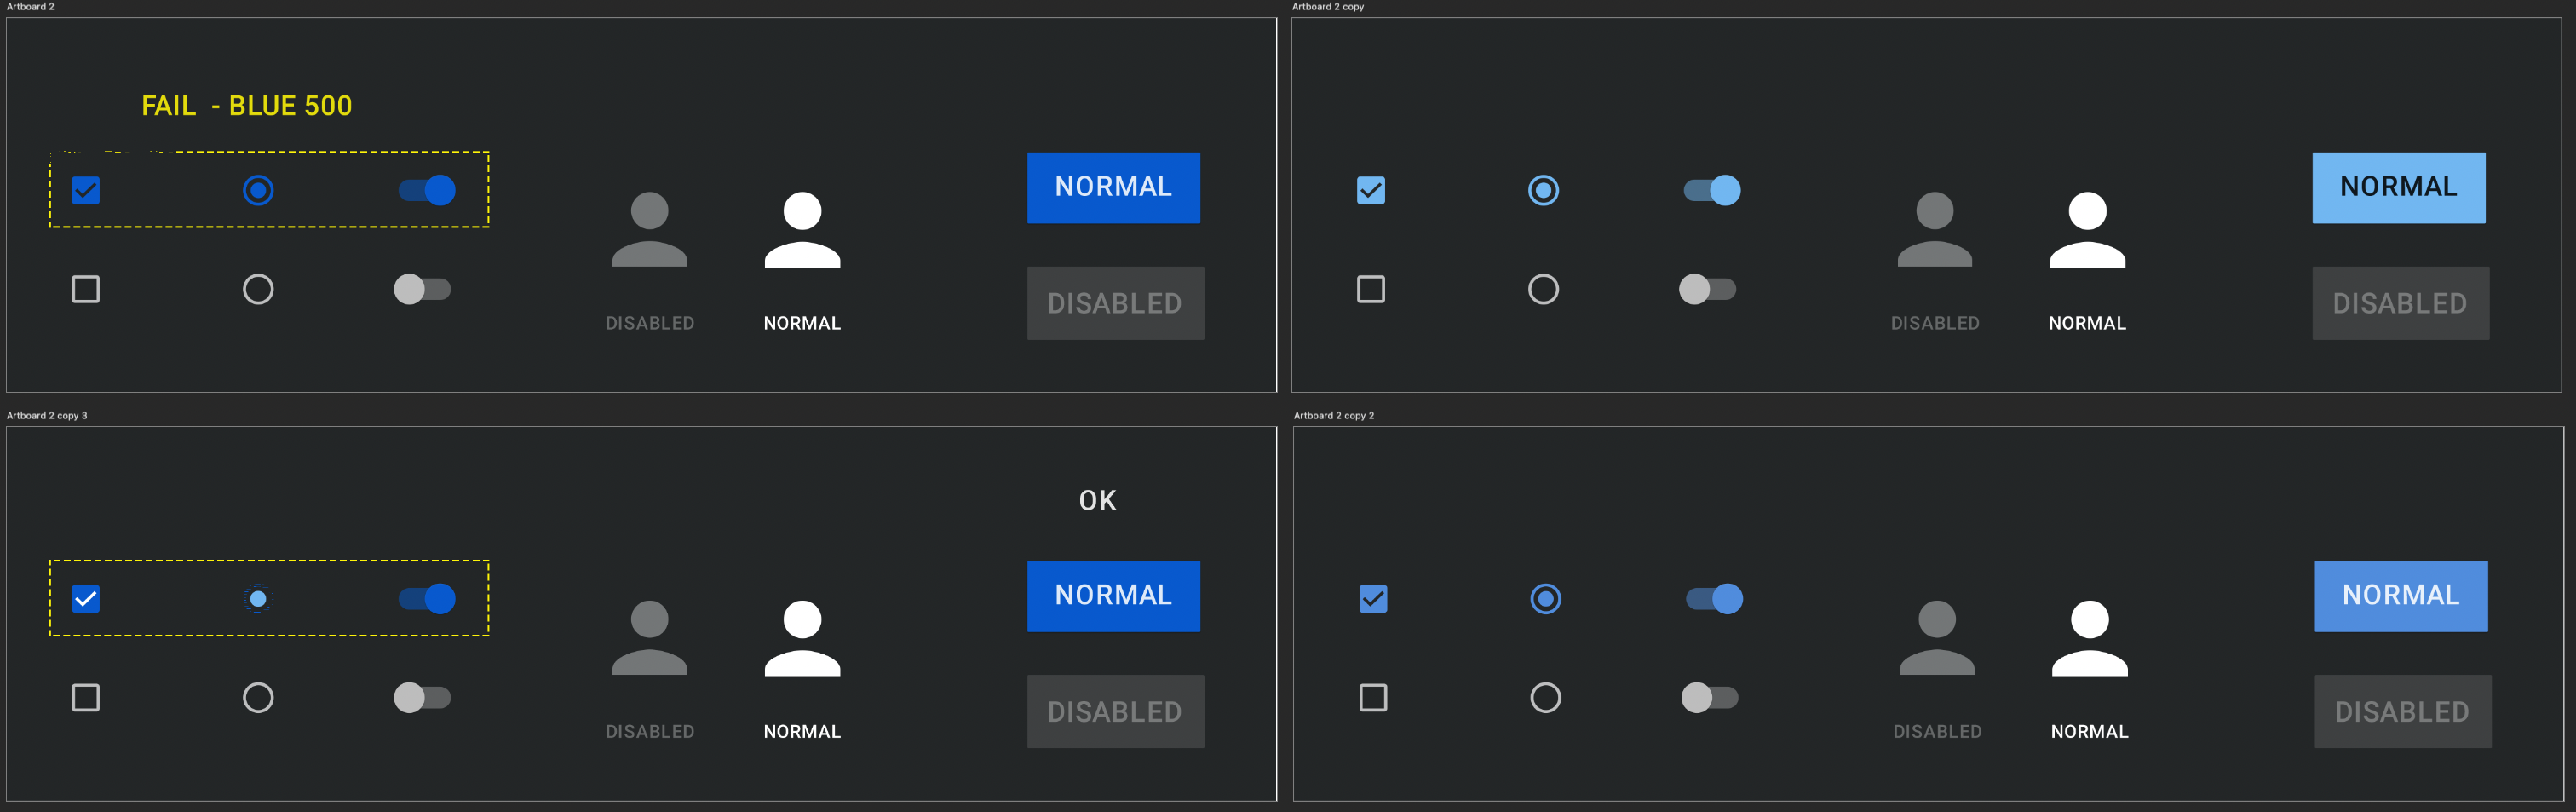 Artboard 2
FAIL - BLUE 500
NORMAL
DISABLED
DISABLED
NORMAL
Artboard 2 copy
NORMAL
DISABLED
DISABLED
NORMAL
Artboard 2 copy 3
OK
NORMAL
DISABLED
DISABLED
NORMAL
Artboard 2 copy 2
NORMAL
DISABLED
DISABLED
NORMAL